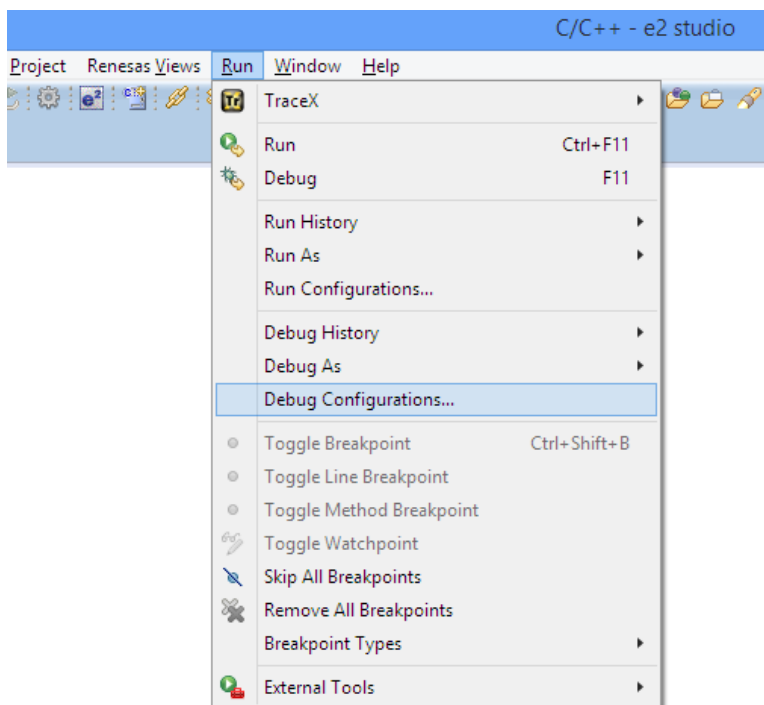 C/C++ - e2 studio
Project Renesas Views Run Window Help
e²
Tr TraceX
Run Ctrl+F11
Debug F11
Run History
Run As
Run Configurations...
Debug History
Debug As
Debug Configurations...
Toggle Breakpoint Ctrl+Shift+B
Toggle Line Breakpoint
Toggle Method Breakpoint
Toggle Watchpoint
Skip All Breakpoints
Remove All Breakpoints
Breakpoint Types
External Tools